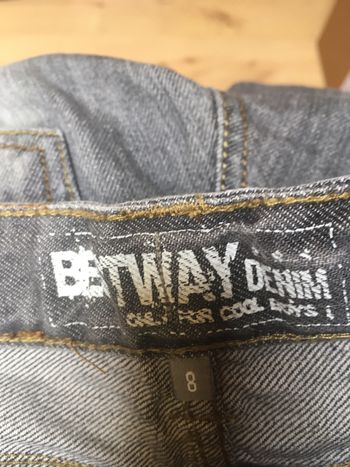 BETWAY DENIM
ONLY FOR COOL BOYS
8